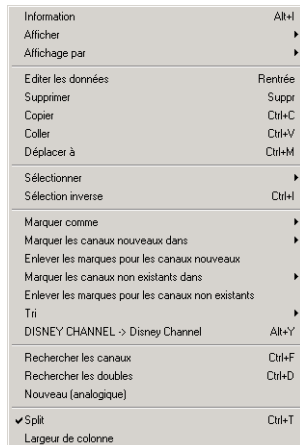 Information Alt+I
Afficher
Affichage par
Editer les données Rentrée
Supprimer Suppr
Copier Ctrl+C
Coller Ctrl+V
Déplacer à Ctrl+M
Sélectionner
Sélection inverse Ctrl+I
Marquer comme
Marquer les canaux nouveaux dans
Enlever les marques pour les canaux nouveaux
Marquer les canaux non existants dans
Enlever les marques pour les canaux non existants
Tri
DISNEY CHANNEL -> Disney Channel Alt+Y
Rechercher les canaux Ctrl+F
Rechercher les doubles Ctrl+D
Nouveau (analogique)
Split Ctrl+T
Largeur de colonne